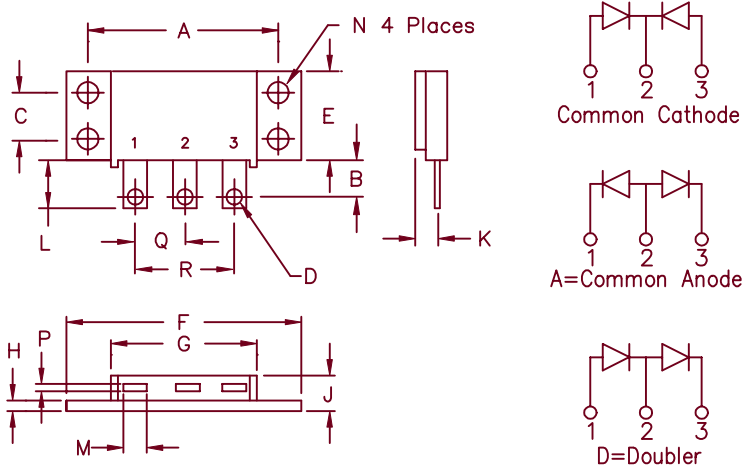 A
N 4 Places
C
E
1 2 3
B
L
Q
R
D
K
F
G
P
H
J
M
1 2 3
Common Cathode
1 2 3
A=Common Anode
1 2 3
D=Doubler